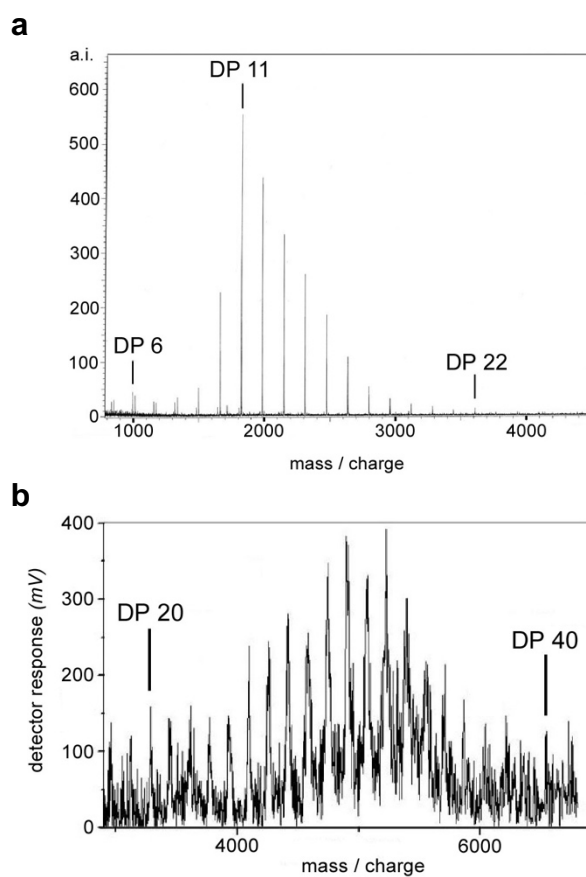 a
a.i.
DP 11
600
500
400
300
200
DP 6
DP 22
100
0
1000 2000 3000 4000
mass / charge
b
400
DP 20
DP 40
300
detector response (mV)
200
100
0
4000 6000
mass / charge